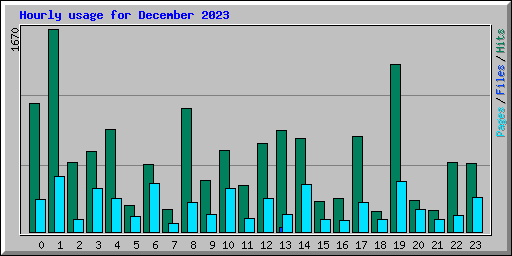 Hourly usage for December 2023
1670
Pages / Files / Hits
0 1 2 3 4 5 6 7 8 9 10 11 12 13 14 15 16 17 18 19 20 21 22 23